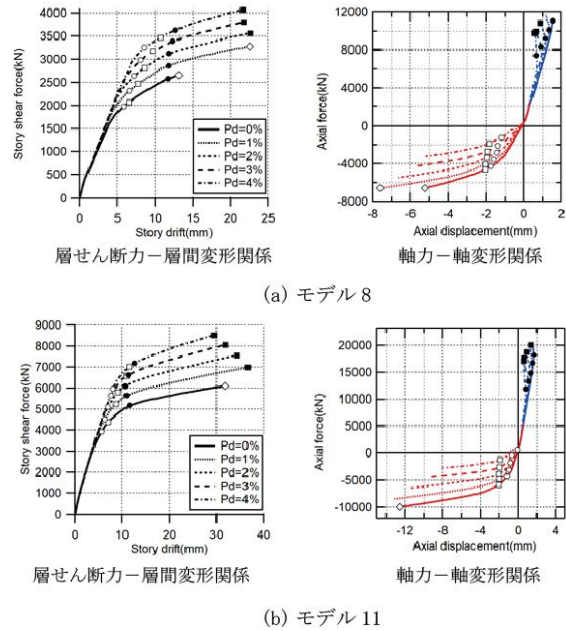 Story shear force(kN)
4500
4000
3500
3000
2500
2000
1500
1000
500
0
Pd=0%
Pd=1%
Pd=2%
Pd=3%
Pd=4%
0 5 10 15 20 25
Story drift(mm)
層せん断力－層間変形関係
Axial force(kN)
12000
8000
4000
0
-4000
-8000
-8 -6 -4 -2 0 2
Axial displacement(mm)
軸力－軸変形関係
(a) モデル 8
Story shear force(kN)
9000
8000
7000
6000
5000
4000
3000
2000
1000
0
Pd=0%
Pd=1%
Pd=2%
Pd=3%
Pd=4%
0 10 20 30 40
Story drift(mm)
層せん断力－層間変形関係
Axial force(kN)
20000
15000
10000
5000
0
-5000
-10000
-12 -8 -4 0 4
Axial displacement(mm)
軸力－軸変形関係
(b) モデル 11